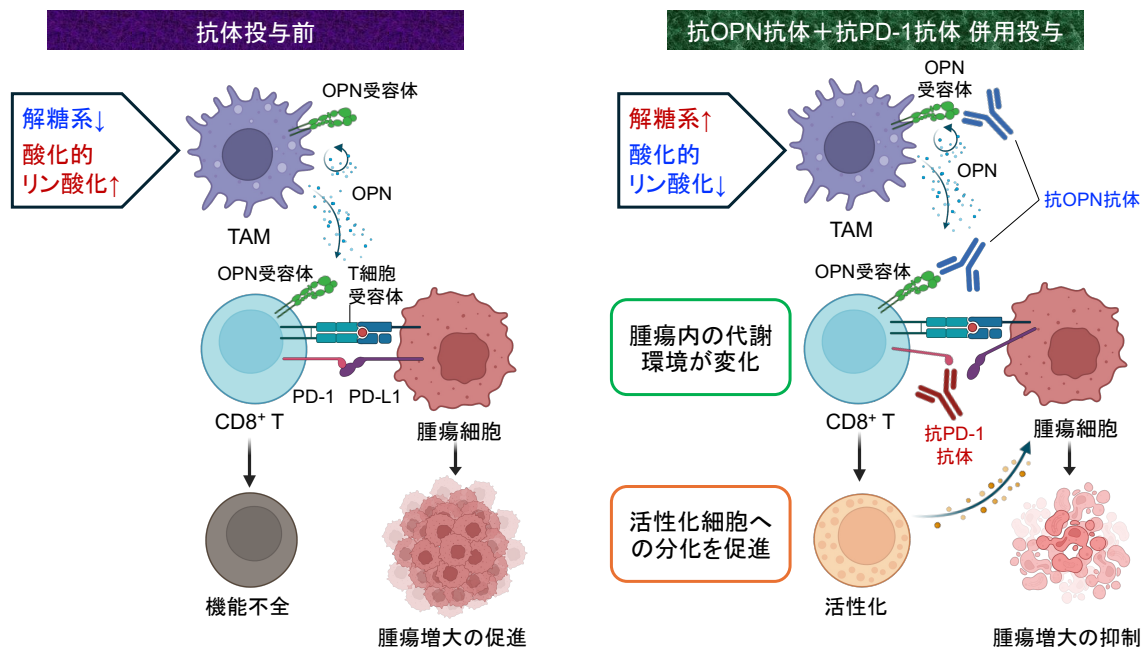 抗体投与前
解糖系↓
酸化的
リン酸化↑
OPN受容体
OPN
TAM
OPN受容体
T細胞
受容体
PD-1
PD-L1
CD8⁺ T
腫瘍細胞
機能不全
腫瘍増大の促進
抗OPN抗体＋抗PD-1抗体 併用投与
解糖系↑
酸化的
リン酸化↓
OPN
受容体
OPN
抗OPN抗体
TAM
OPN受容体
腫瘍内の代謝
環境が変化
CD8⁺ T
抗PD-1
抗体
腫瘍細胞
活性化細胞へ
の分化を促進
活性化
腫瘍増大の抑制